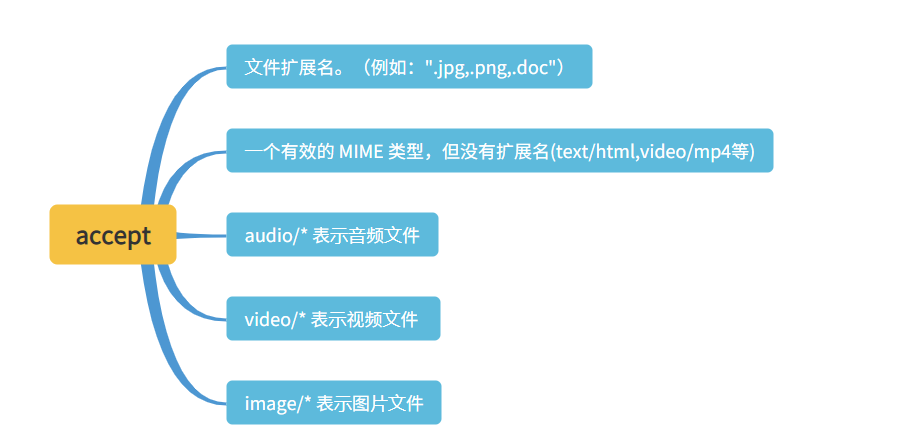 文件扩展名。（例如：".jpg,.png,.doc"）
一个有效的 MIME 类型，但没有扩展名(text/html,video/mp4等)
accept
audio/* 表示音频文件
video/* 表示视频文件
image/* 表示图片文件